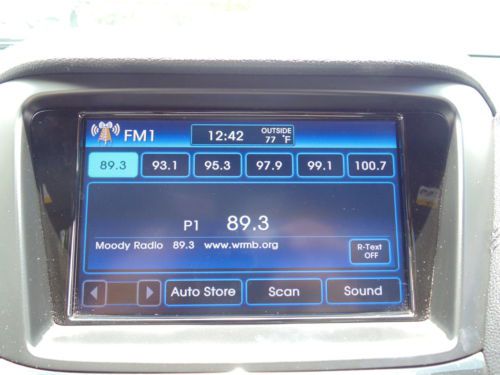 FM1 12:42 OUTSIDE 77 °F
89.3 93.1 95.3 97.9 99.1 100.7
P1 89.3
Moody Radio 89.3 www.wrmb.org
R-Text OFF
Auto Store Scan Sound